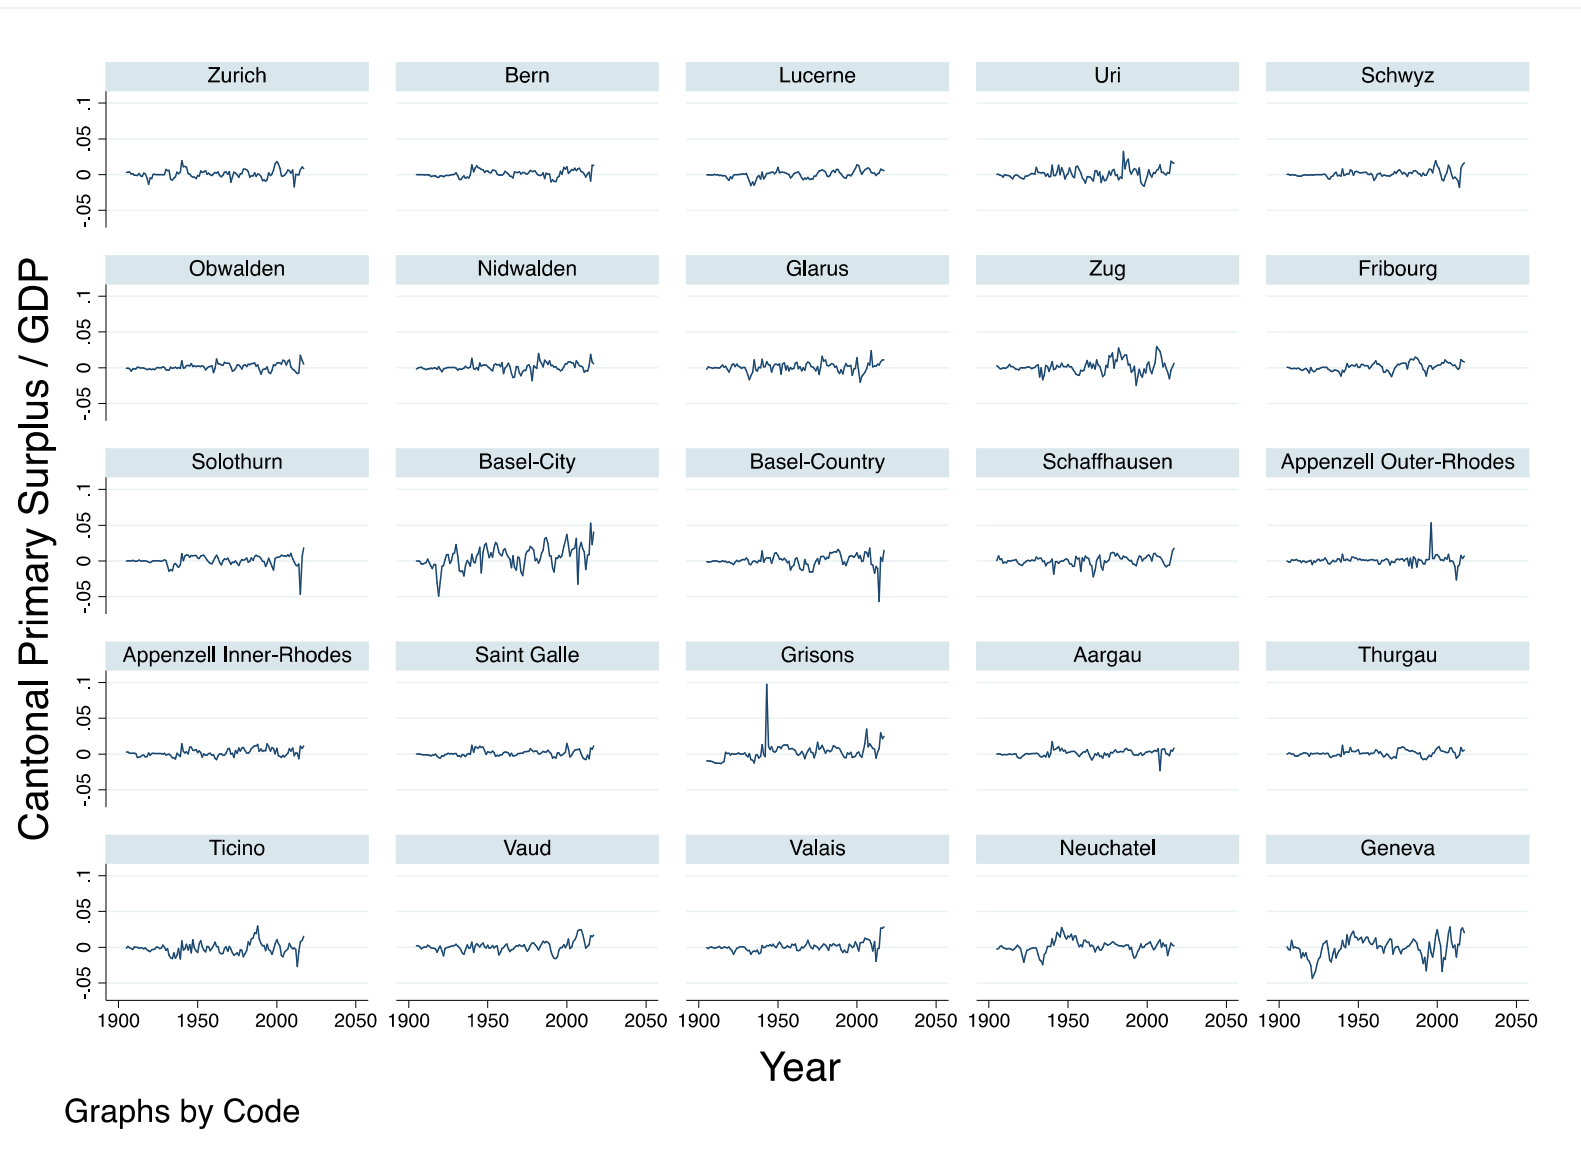 Zurich Bern Lucerne Uri Schwyz
.1
.05
0
-.05
Obwalden Nidwalden Glarus Zug Fribourg
.1
.05
0
-.05
Solothurn Basel-City Basel-Country Schaffhausen Appenzell Outer-Rhodes
.1
.05
0
-.05
Appenzell Inner-Rhodes Saint Galle Grisons Aargau Thurgau
.1
.05
0
-.05
Ticino Vaud Valais Neuchatel Geneva
.1
.05
0
-.05
1900 1950 2000 2050 1900 1950 2000 2050 1900 1950 2000 2050 1900 1950 2000 2050 1900 1950 2000 2050
Cantonal Primary Surplus / GDP
Year
Graphs by Code